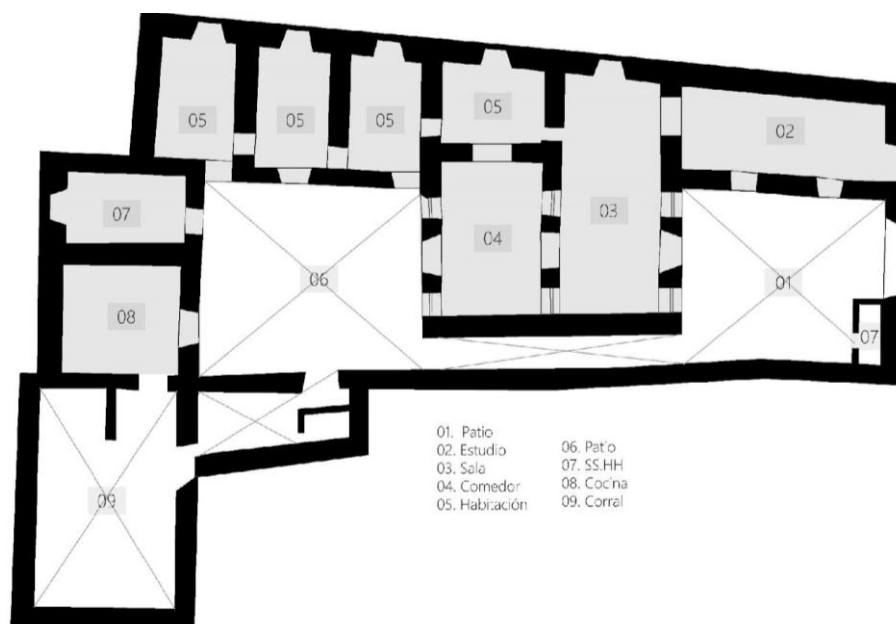 05
05
05
05
02
07
04
03
06
01
08
07
09
01. Patio
02. Estudio
03. Sala
04. Comedor
05. Habitación
06. Patio
07. SS.HH
08. Cocina
09. Corral